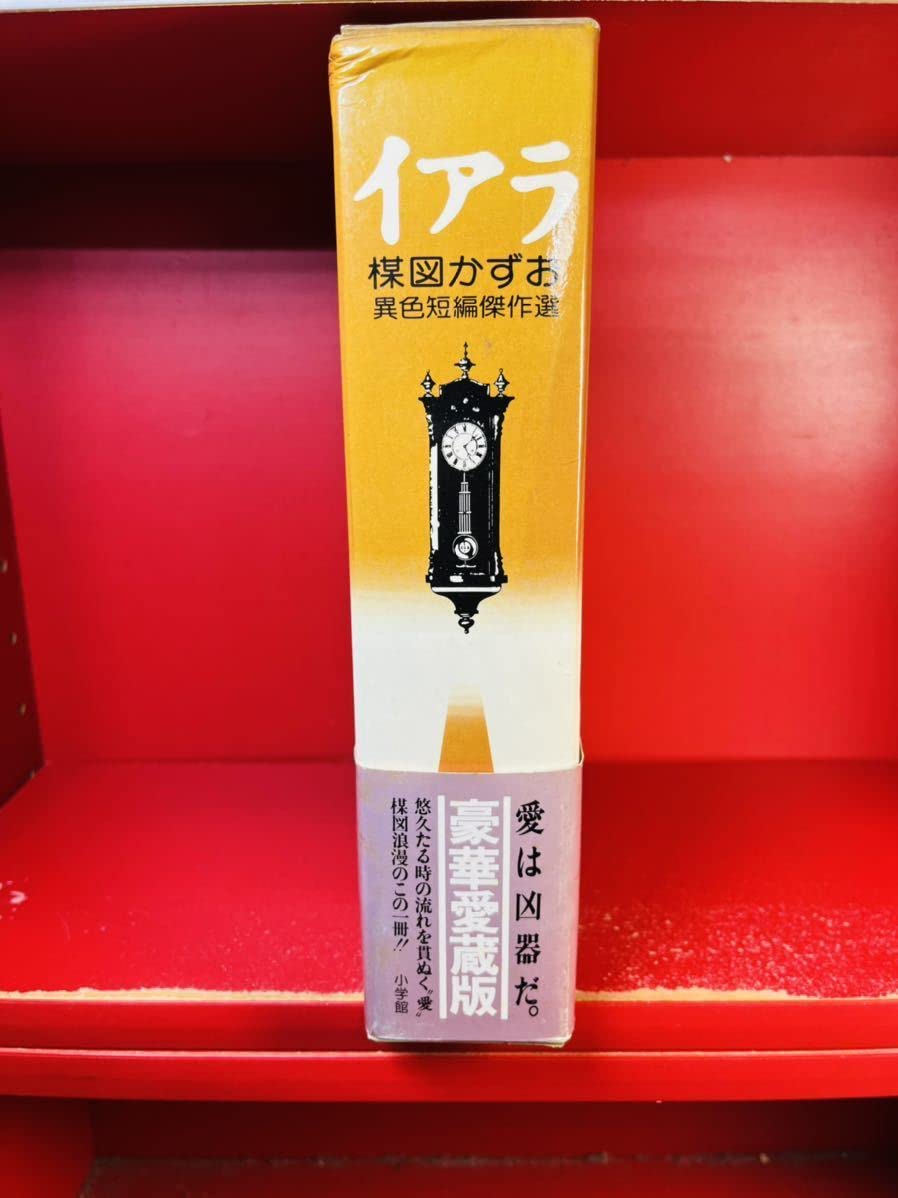 イアラ
楳図かずお
異色短編傑作選
愛は凶器だ。
豪華愛蔵版
悠久たる時の流れを貫ぬく〝愛〟
楳図浪漫のこの一冊!!
小学館